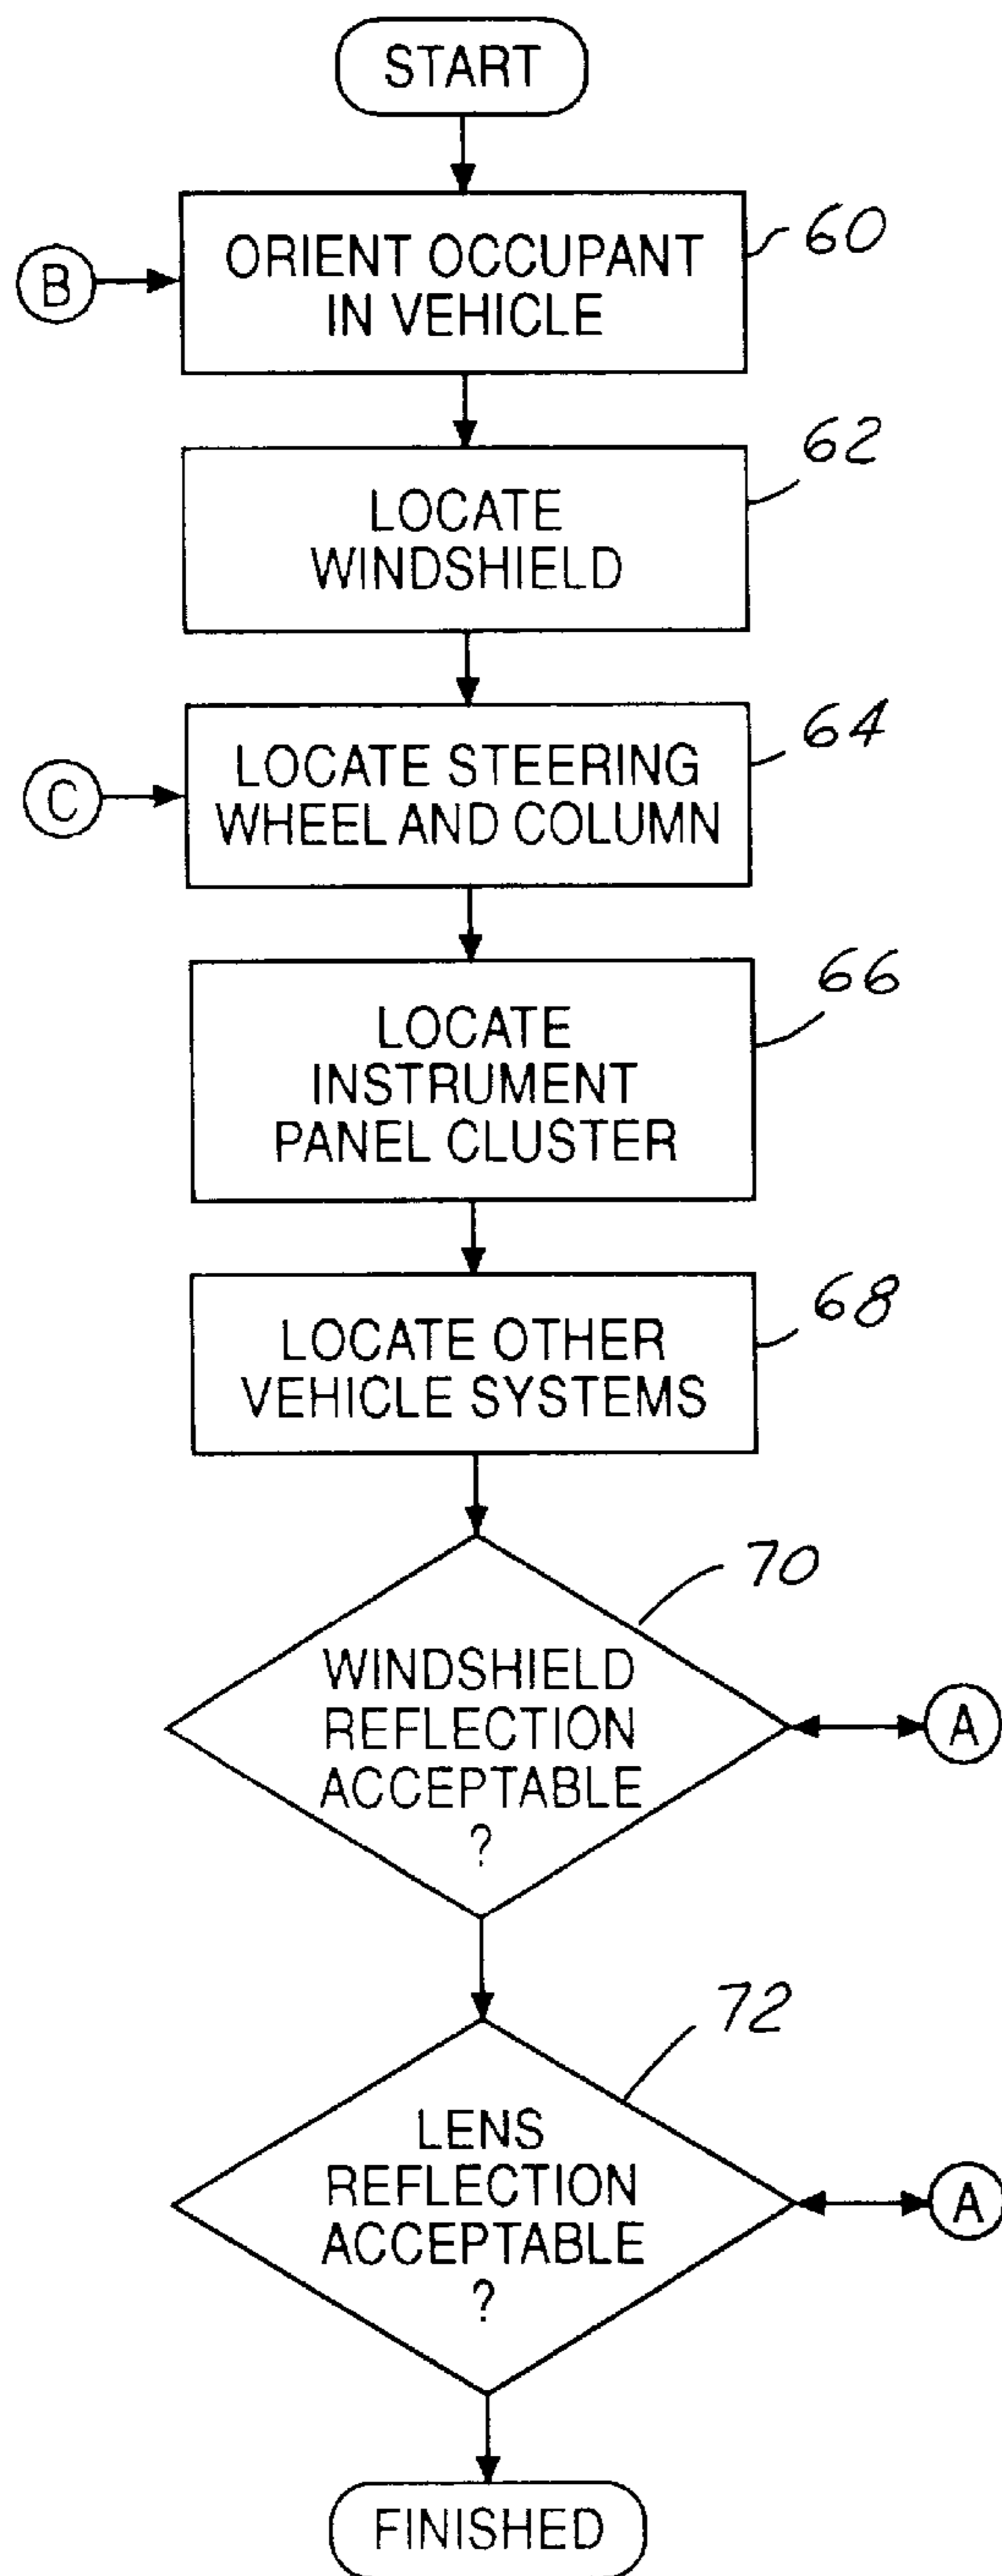 START
60
ORIENT OCCUPANT
B
IN VEHICLE
62
LOCATE
WINDSHIELD
64
LOCATE STEERING
C
WHEEL AND COLUMN
66
LOCATE
INSTRUMENT
PANEL CLUSTER
68
LOCATE OTHER
VEHICLE SYSTEMS
70
WINDSHIELD
REFLECTION
A
ACCEPTABLE
?
72
LENS
REFLECTION
A
ACCEPTABLE
?
FINISHED